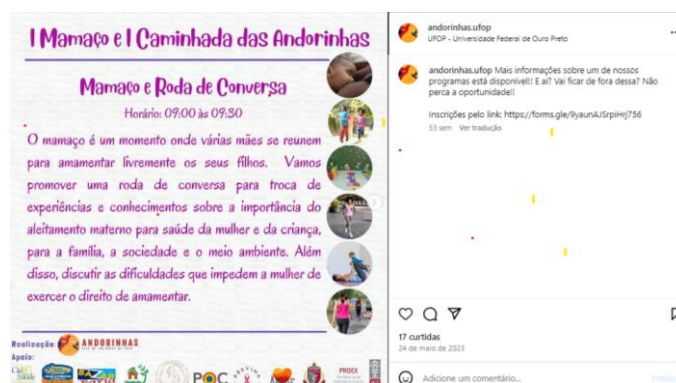 I Mamaço e I Caminhada das Andorinhas
Mamaço e Roda de Conversa
Horário: 09:00 às 09:30
O mamaço é um momento onde várias mães se reunem
para amamentar livremente os seus filhos. Vamos
promover uma roda de conversa para troca de
experiências e conhecimentos sobre a importância do
aleitamento materno para saúde da mulher e da criança,
para a família, a sociedade e o meio ambiente. Além
disso, discutir as dificuldades que impedem a mulher de
exercer o direito de amamentar.
Realização:
ANDORINHAS
Apoio:
PROEX
andorinhas.ufop
UFOP - Universidade Federal de Ouro Preto
andorinhas.ufop Mais informações sobre um de nossos
programas está disponível!! E aí? Vai ficar de fora dessa? Não
perca a oportunidade!!
Inscrições pelo link: https://forms.gle/9yaunAJSrpiHrj756
53 sem Ver tradução
17 curtidas
24 de maio de 2023
Adicione um comentário...